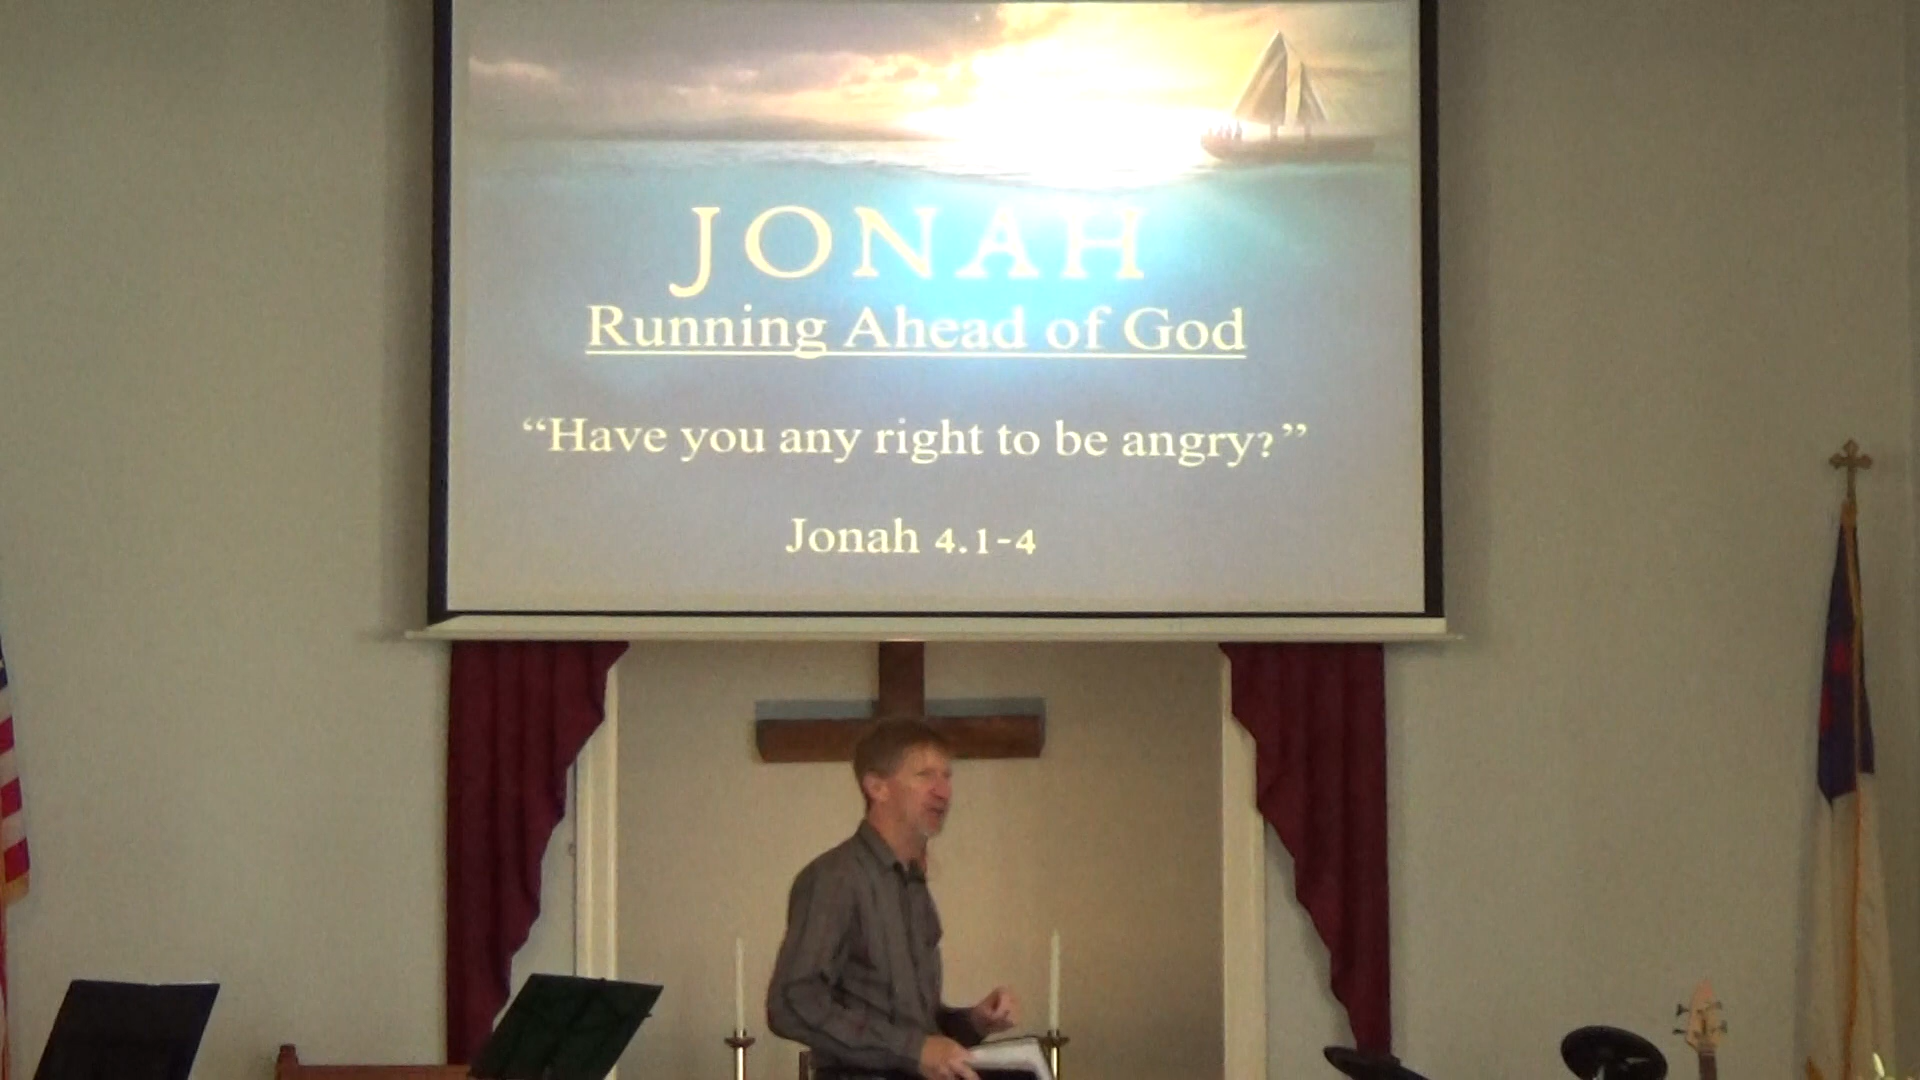 JONAH
Running Ahead of God
“Have you any right to be angry?”
Jonah 4.1-4